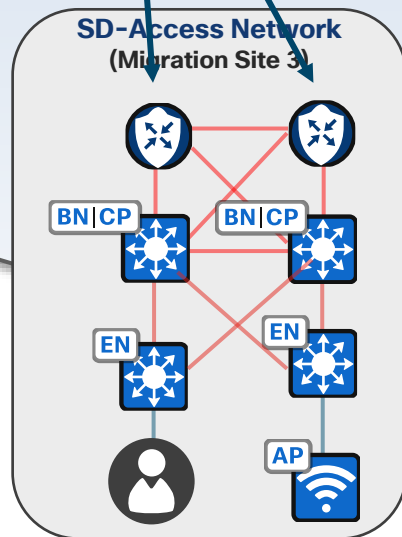 SD-Access Network
(Migration Site 3)
BN|CP
BN|CP
EN
EN
AP